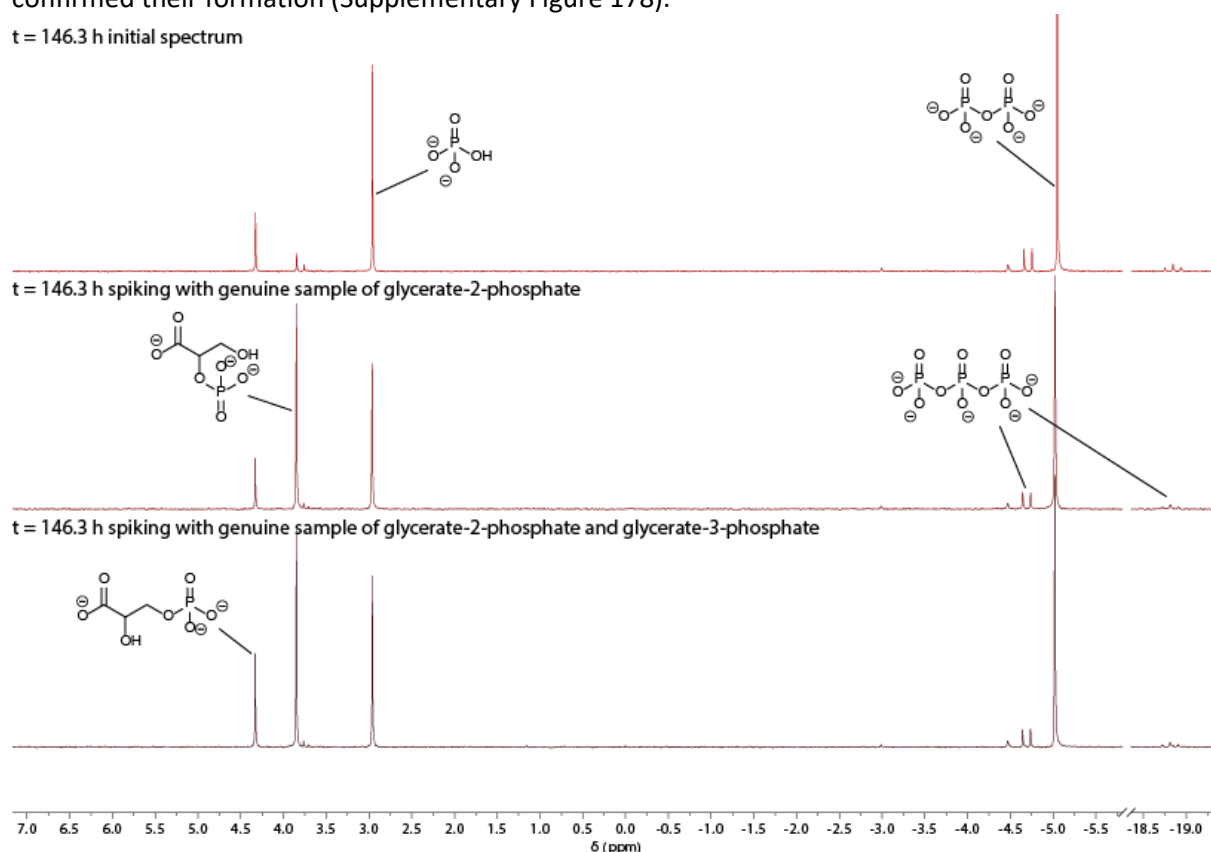 confirmed their formation (Supplementary Figure 178).
t = 146.3 h initial spectrum
O
O
O
⊖O P O P O⊖
O⊖ O⊖
O
⊖O P OH
O
⊖
t = 146.3 h spiking with genuine sample of glycerate-2-phosphate
O
⊖O OH
O⊖
O P O⊖
O
O O O
⊖O P O P O P O⊖
O O O
⊖ ⊖ ⊖
t = 146.3 h spiking with genuine sample of glycerate-2-phosphate and glycerate-3-phosphate
O O
⊖O O P O⊖
OH O⊖
7.0 6.5 6.0 5.5 5.0 4.5 4.0 3.5 3.0 2.5 2.0 1.5 1.0 0.5 0.0 -0.5 -1.0 -1.5 -2.0 -2.5 -3.0 -3.5 -4.0 -4.5 -5.0 -5.5 -18.5 -19.0
δ (ppm)